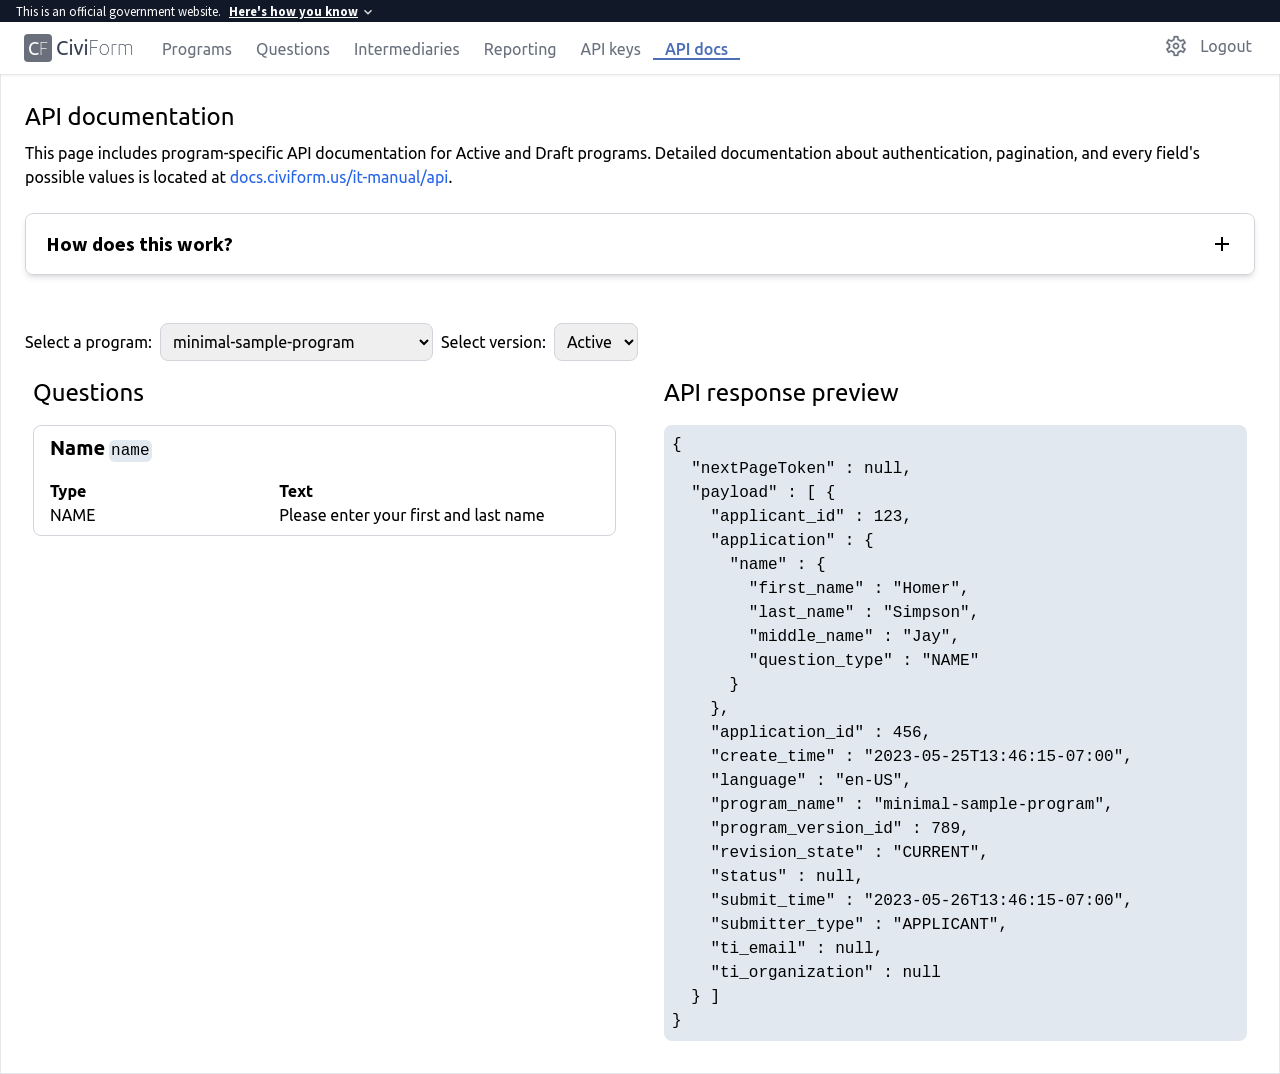 This is an official government website. Here's how you know
CF CiviForm Programs Questions Intermediaries Reporting API keys API docs Logout
API documentation
This page includes program-specific API documentation for Active and Draft programs. Detailed documentation about authentication, pagination, and every field's
possible values is located at docs.civiform.us/it-manual/api.
How does this work?
Select a program: minimal-sample-program Select version: Active
Questions
Name name
Type Text
NAME Please enter your first and last name
API response preview
{
  "nextPageToken" : null,
  "payload" : [ {
    "applicant_id" : 123,
    "application" : {
      "name" : {
        "first_name" : "Homer",
        "last_name" : "Simpson",
        "middle_name" : "Jay",
        "question_type" : "NAME"
      }
    },
    "application_id" : 456,
    "create_time" : "2023-05-25T13:46:15-07:00",
    "language" : "en-US",
    "program_name" : "minimal-sample-program",
    "program_version_id" : 789,
    "revision_state" : "CURRENT",
    "status" : null,
    "submit_time" : "2023-05-26T13:46:15-07:00",
    "submitter_type" : "APPLICANT",
    "ti_email" : null,
    "ti_organization" : null
  } ]
}